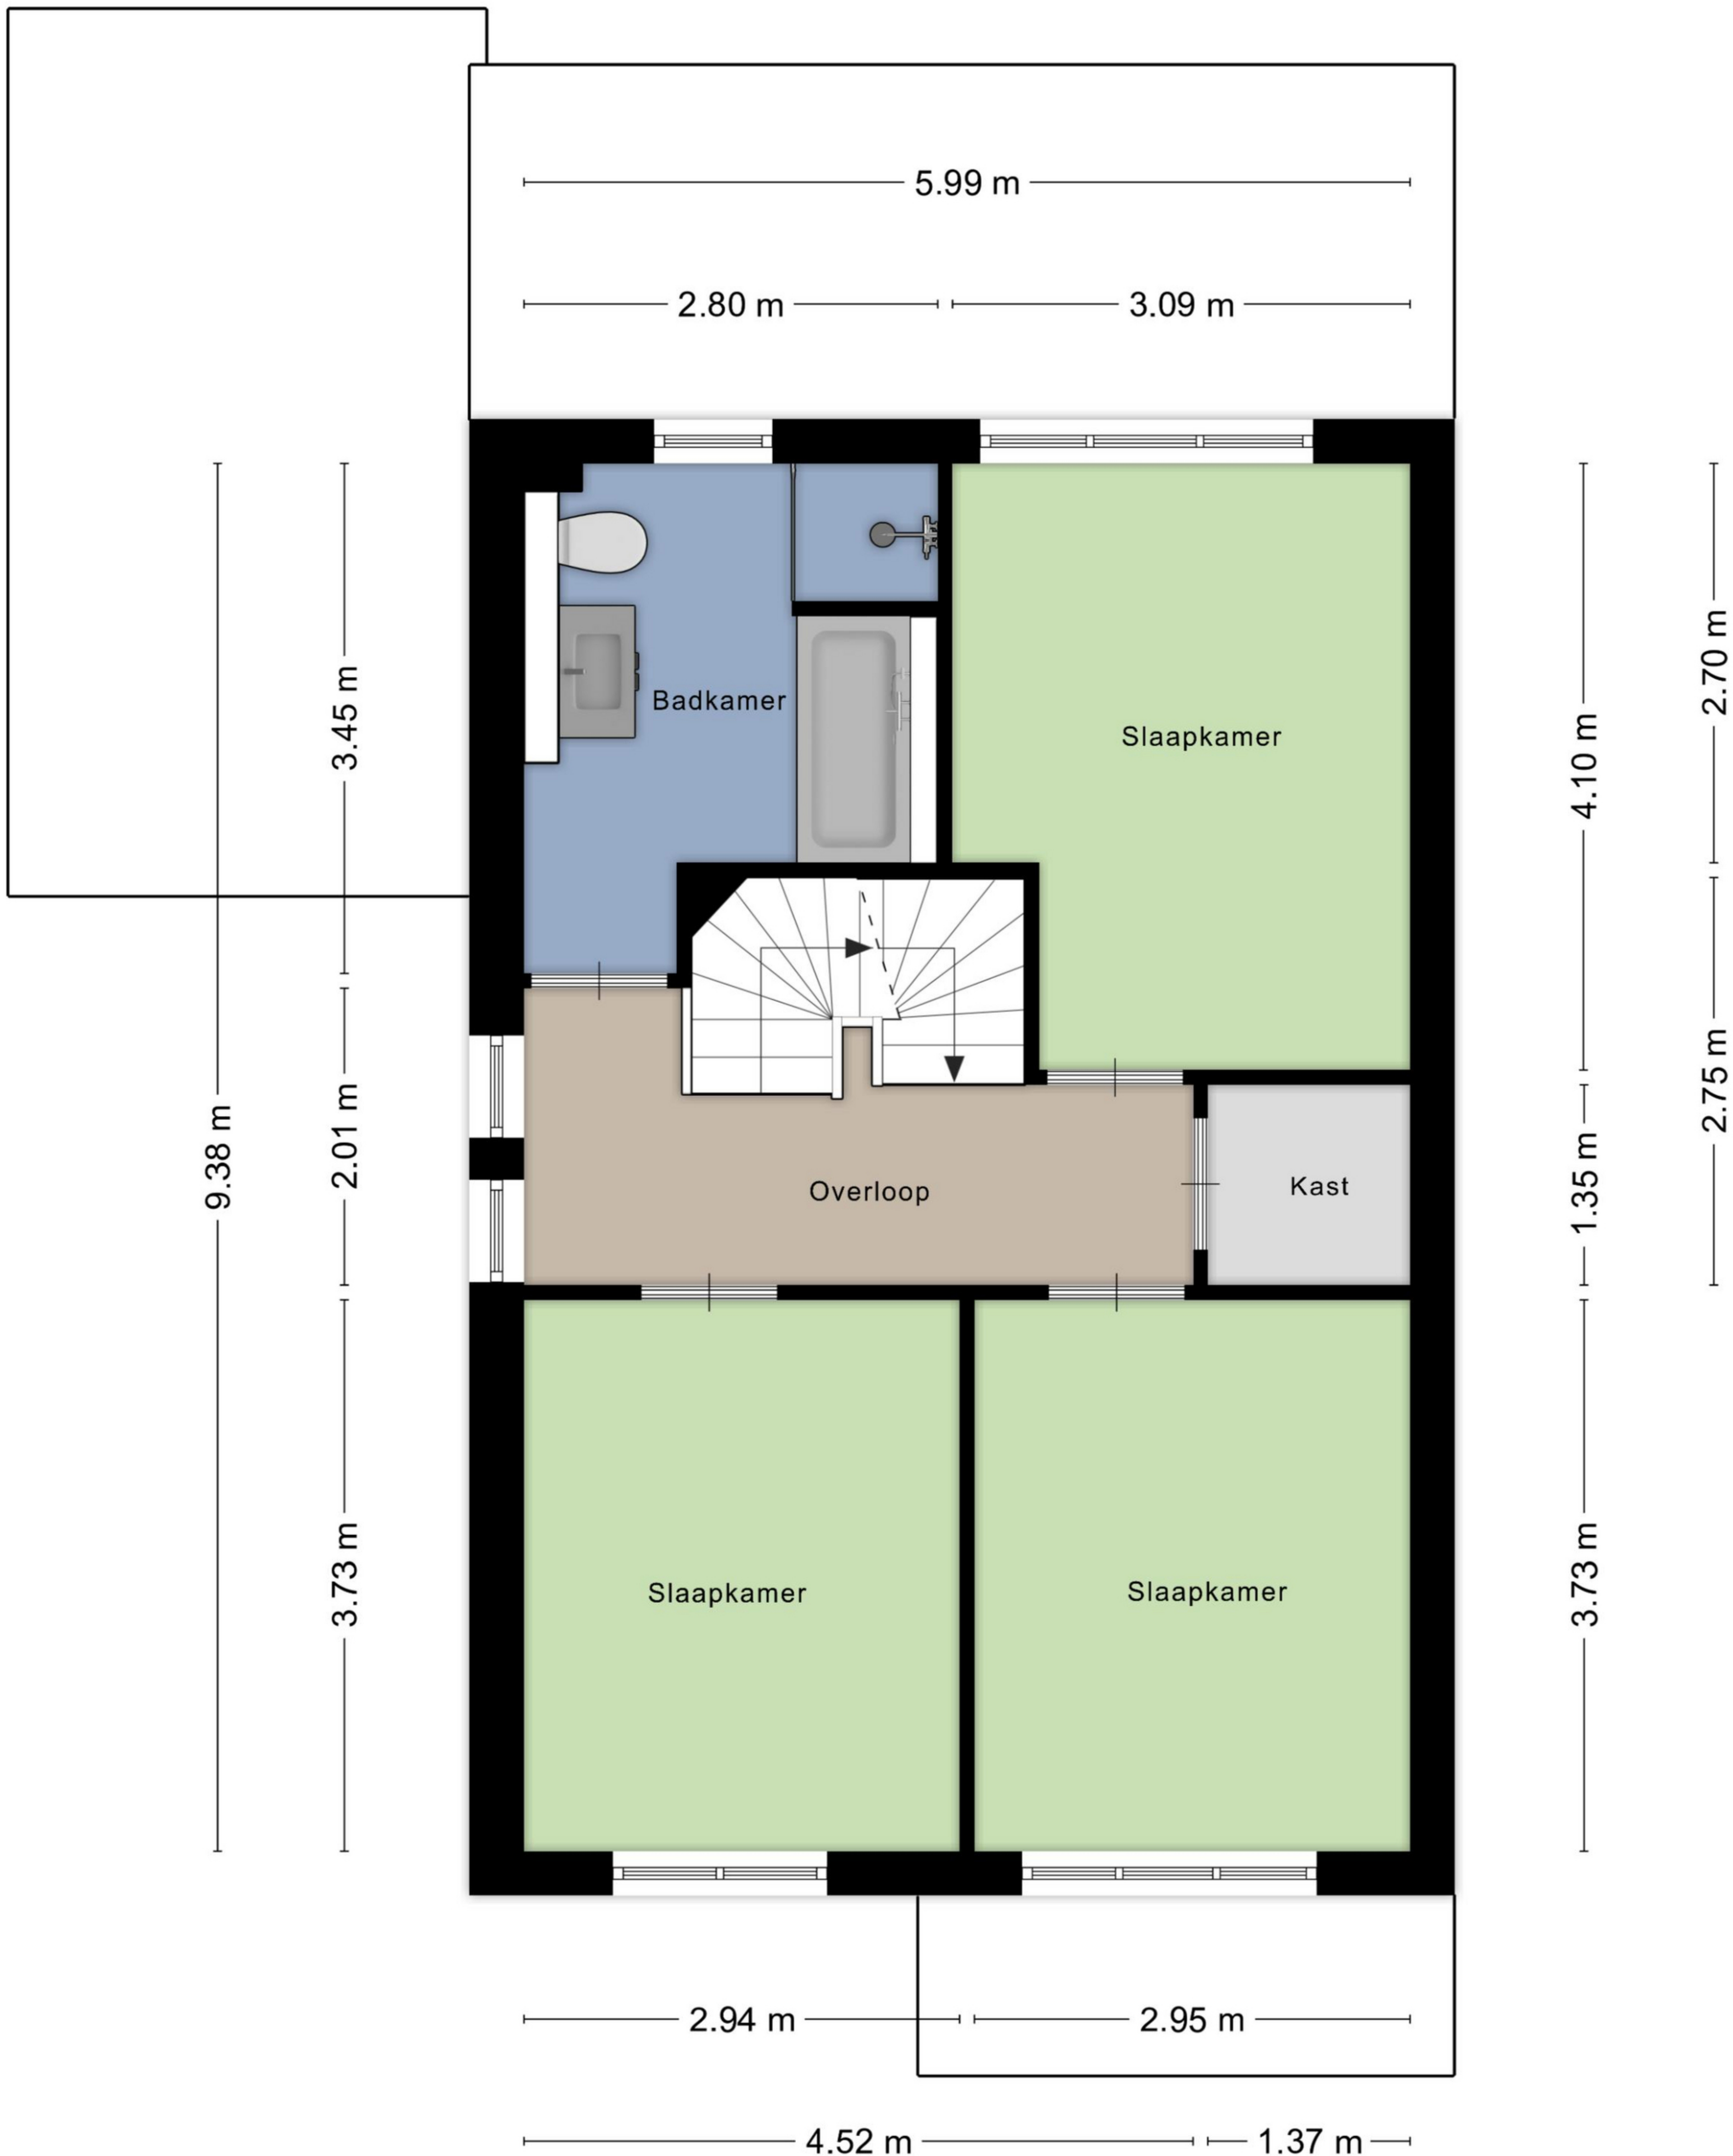 5.99 m
2.80 m
3.09 m
3.45 m
2.70 m
Badkamer
Slaapkamer
4.10 m
9.38 m
2.01 m
2.75 m
Overloop
Kast
1.35 m
3.73 m
Slaapkamer
Slaapkamer
3.73 m
2.94 m
2.95 m
4.52 m
1.37 m